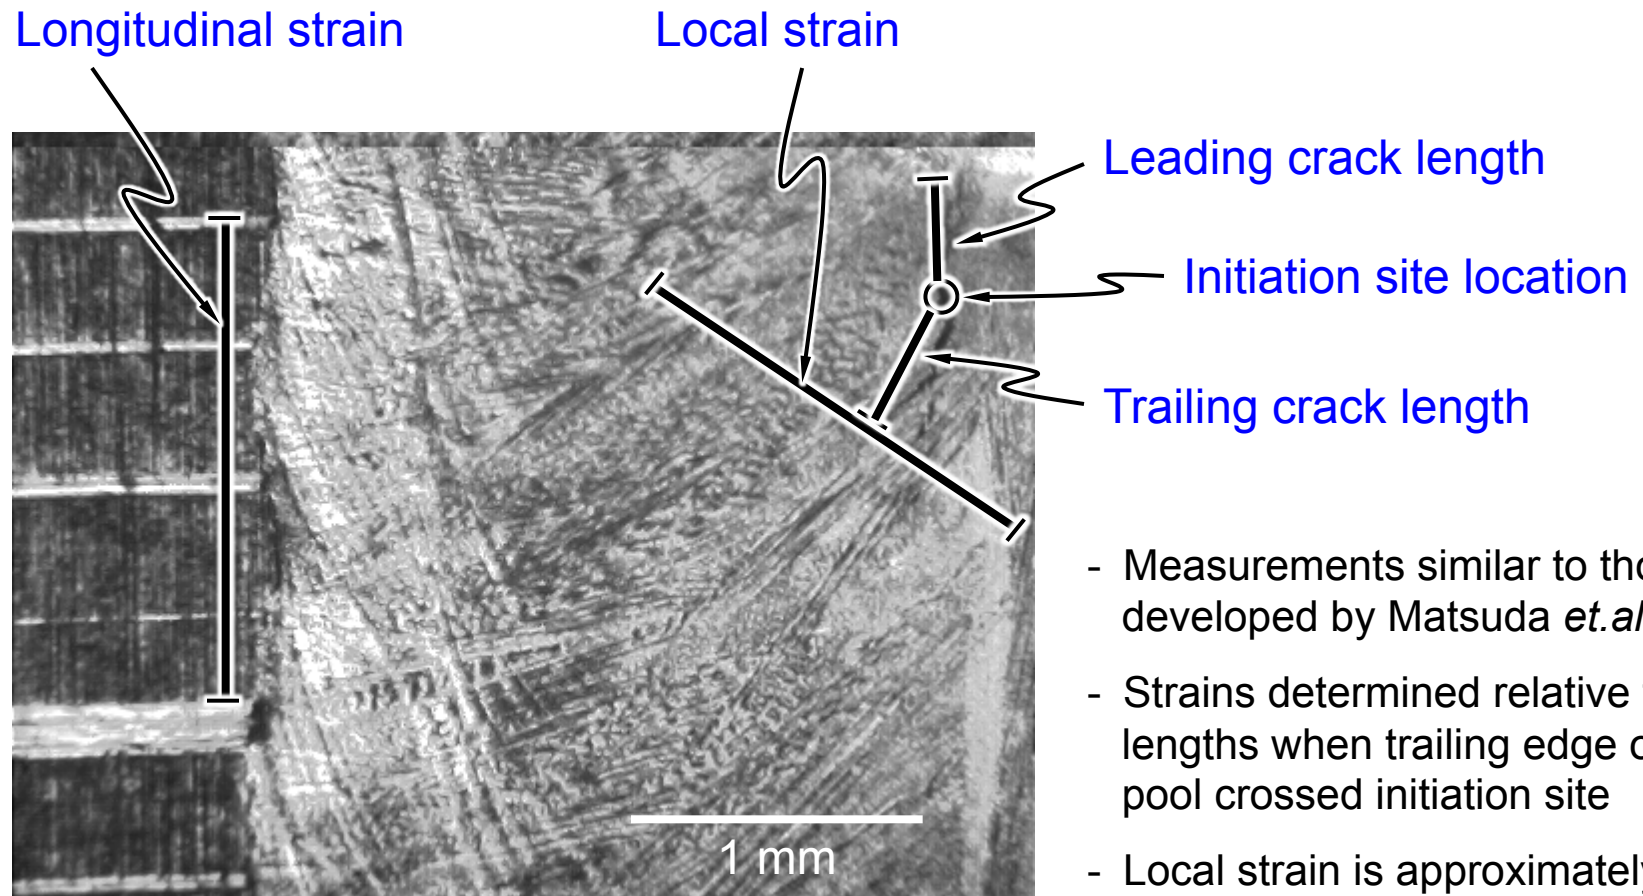 Longitudinal strain
Local strain
Leading crack length
Initiation site location
Trailing crack length
1 mm
- Measurements similar to
developed by Matsuda et.al
- Strains determined relative
lengths when trailing edge
pool crossed initiation site
- Local strain is approximately